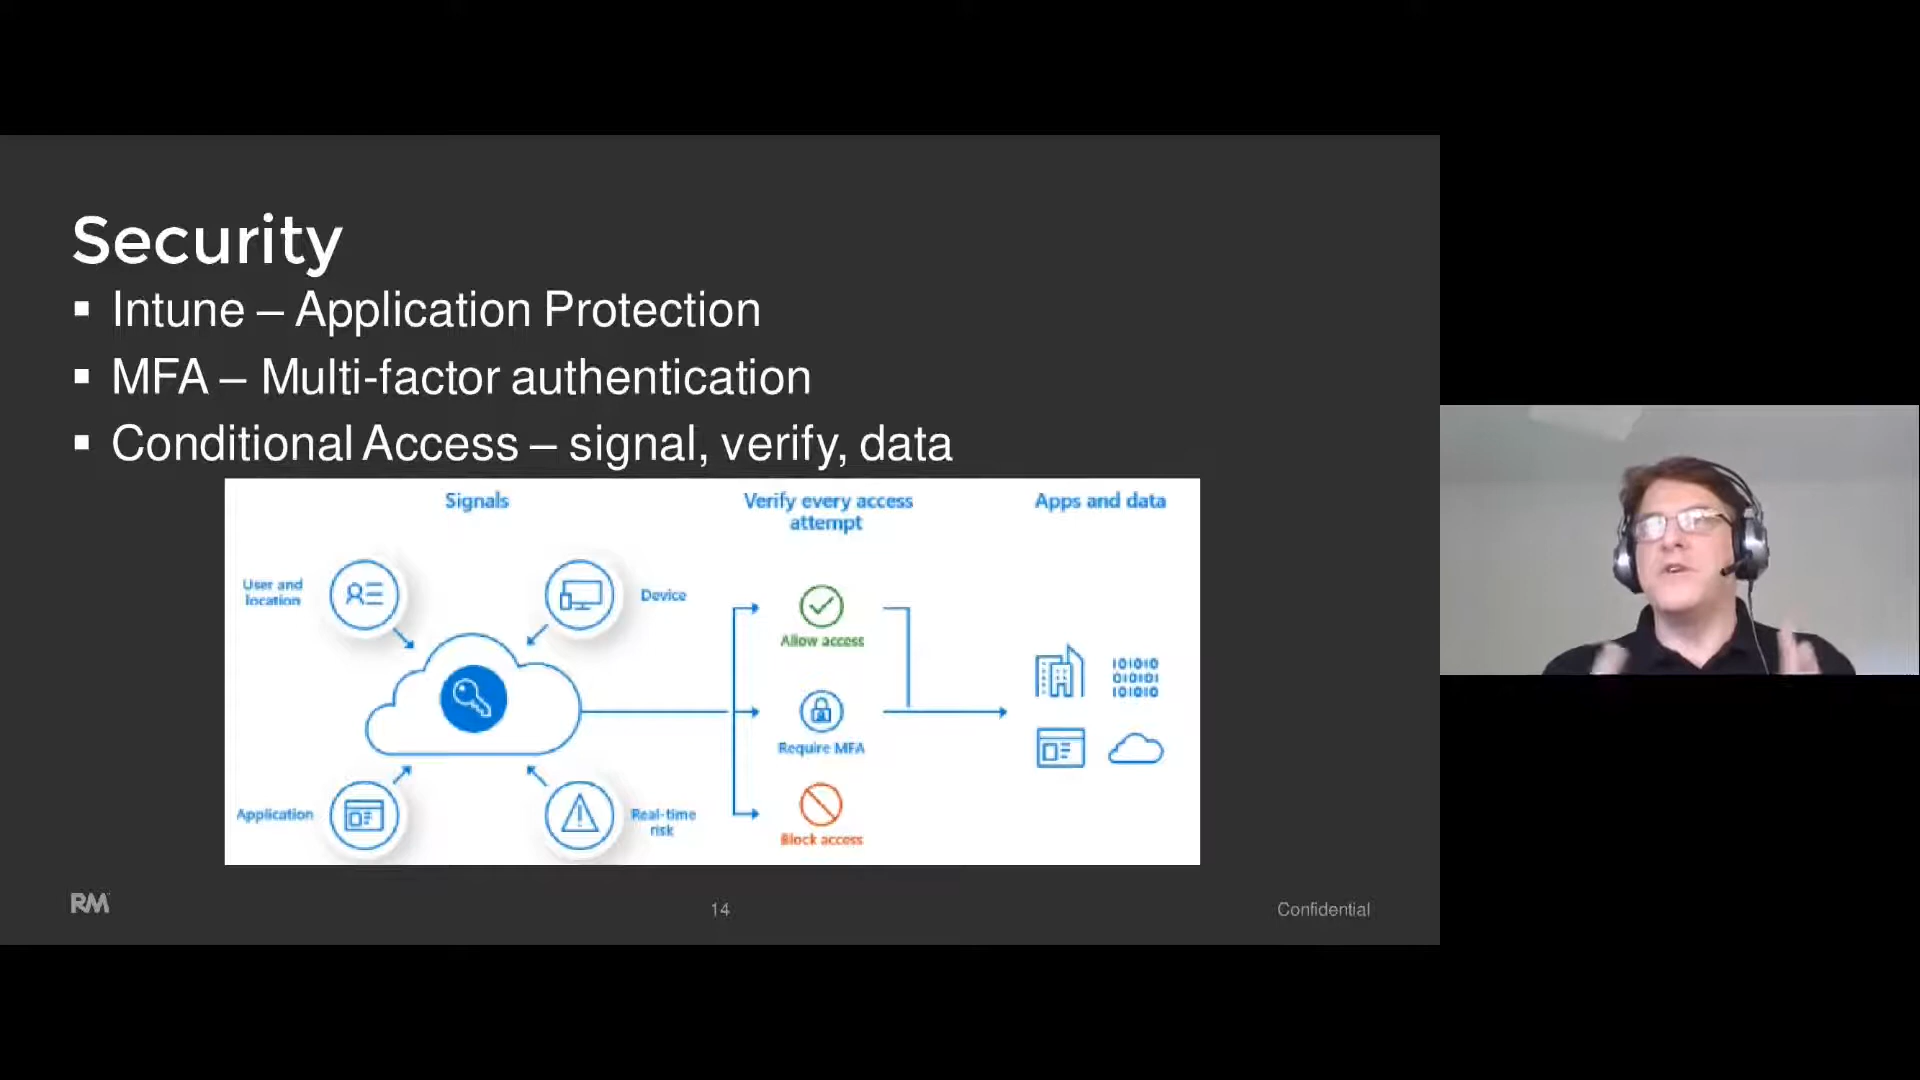 Security
▪ Intune – Application Protection
▪ MFA – Multi-factor authentication
▪ Conditional Access – signal, verify, data
Signals
Verify every access
attempt
Apps and data
User and
location
Device
Allow access
101010
010101
101010
Require MFA
Application
Real-time
risk
Block access
RM
14
Confidential